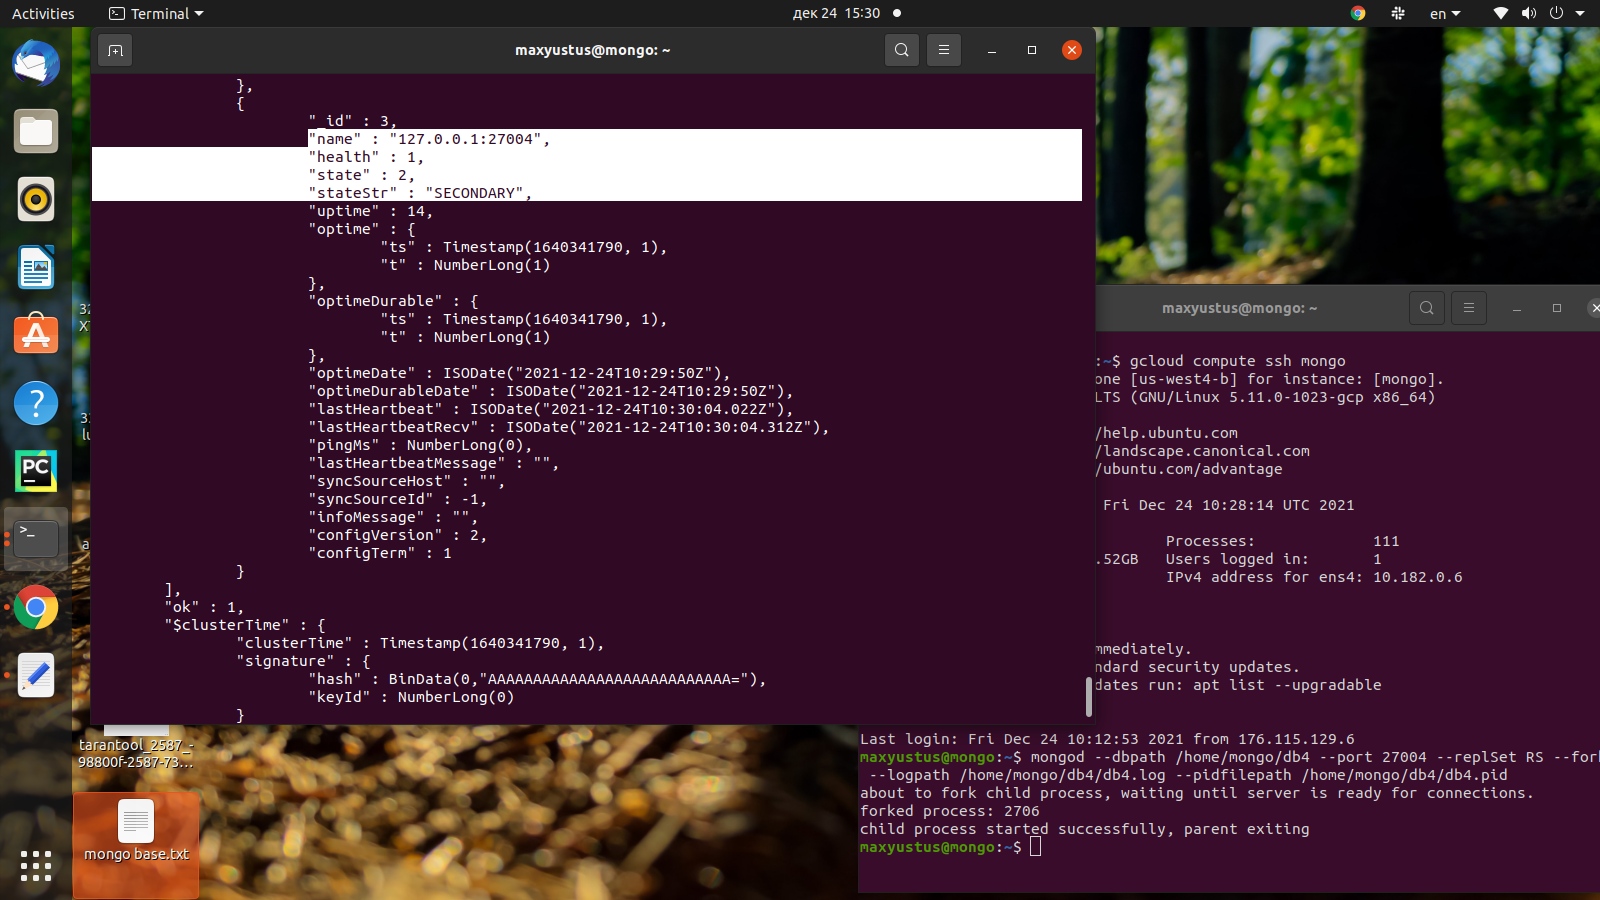 Activities
Terminal
дек 24 15:30
en
maxyustus@mongo: ~
},
{
"_id" : 3,
"name" : "127.0.0.1:27004",
"health" : 1,
"state" : 2,
"stateStr" : "SECONDARY",
"uptime" : 14,
"optime" : {
"ts" : Timestamp(1640341790, 1),
"t" : NumberLong(1)
},
"optimeDurable" : {
"ts" : Timestamp(1640341790, 1),
"t" : NumberLong(1)
},
"optimeDate" : ISODate("2021-12-24T10:29:50Z"),
"optimeDurableDate" : ISODate("2021-12-24T10:29:50Z"),
"lastHeartbeat" : ISODate("2021-12-24T10:30:04.022Z"),
"lastHeartbeatRecv" : ISODate("2021-12-24T10:30:04.312Z"),
"pingMs" : NumberLong(0),
"lastHeartbeatMessage" : "",
"syncSourceHost" : "",
"syncSourceId" : -1,
"infoMessage" : "",
"configVersion" : 2,
"configTerm" : 1
}
],
"ok" : 1,
"$clusterTime" : {
"clusterTime" : Timestamp(1640341790, 1),
"signature" : {
"hash" : BinData(0,"AAAAAAAAAAAAAAAAAAAAAAAAAAA="),
"keyId" : NumberLong(0)
}
maxyustus@mongo: ~
:~$ gcloud compute ssh mongo
one [us-west4-b] for instance: [mongo].
LTS (GNU/Linux 5.11.0-1023-gcp x86_64)
/help.ubuntu.com
/landscape.canonical.com
/ubuntu.com/advantage
Fri Dec 24 10:28:14 UTC 2021
Processes: 111
.52GB Users logged in: 1
IPv4 address for ens4: 10.182.0.6
mmediately.
ndard security updates.
dates run: apt list --upgradable
Last login: Fri Dec 24 10:12:53 2021 from 176.115.129.6
maxyustus@mongo:~$ mongod --dbpath /home/mongo/db4 --port 27004 --replSet RS --fork
--logpath /home/mongo/db4/db4.log --pidfilepath /home/mongo/db4/db4.pid
about to fork child process, waiting until server is ready for connections.
forked process: 2706
child process started successfully, parent exiting
maxyustus@mongo:~$
PC
tarantool_2587_-
98800f-2587-73...
mongo base.txt